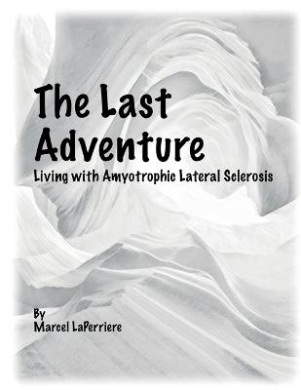 The Last
Adventure
Living with Amyotrophic Lateral Sclerosis
By
Marcel LaPerriere